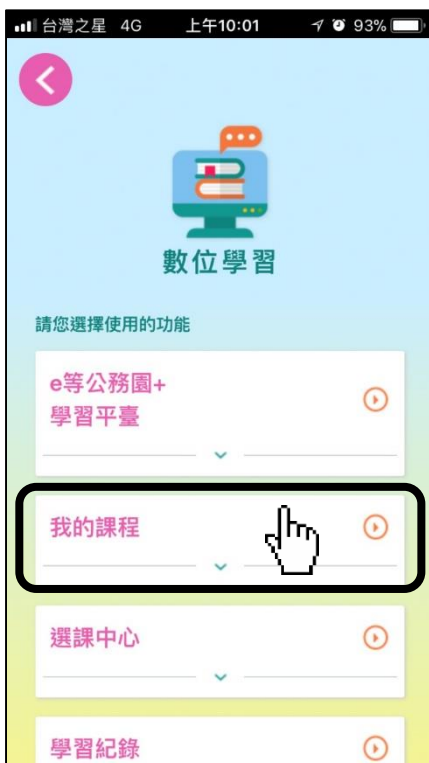 台灣之星 4G 上午10:01 93%
數位學習
請您選擇使用的功能
e等公務園+
學習平臺
我的課程
選課中心
學習紀錄